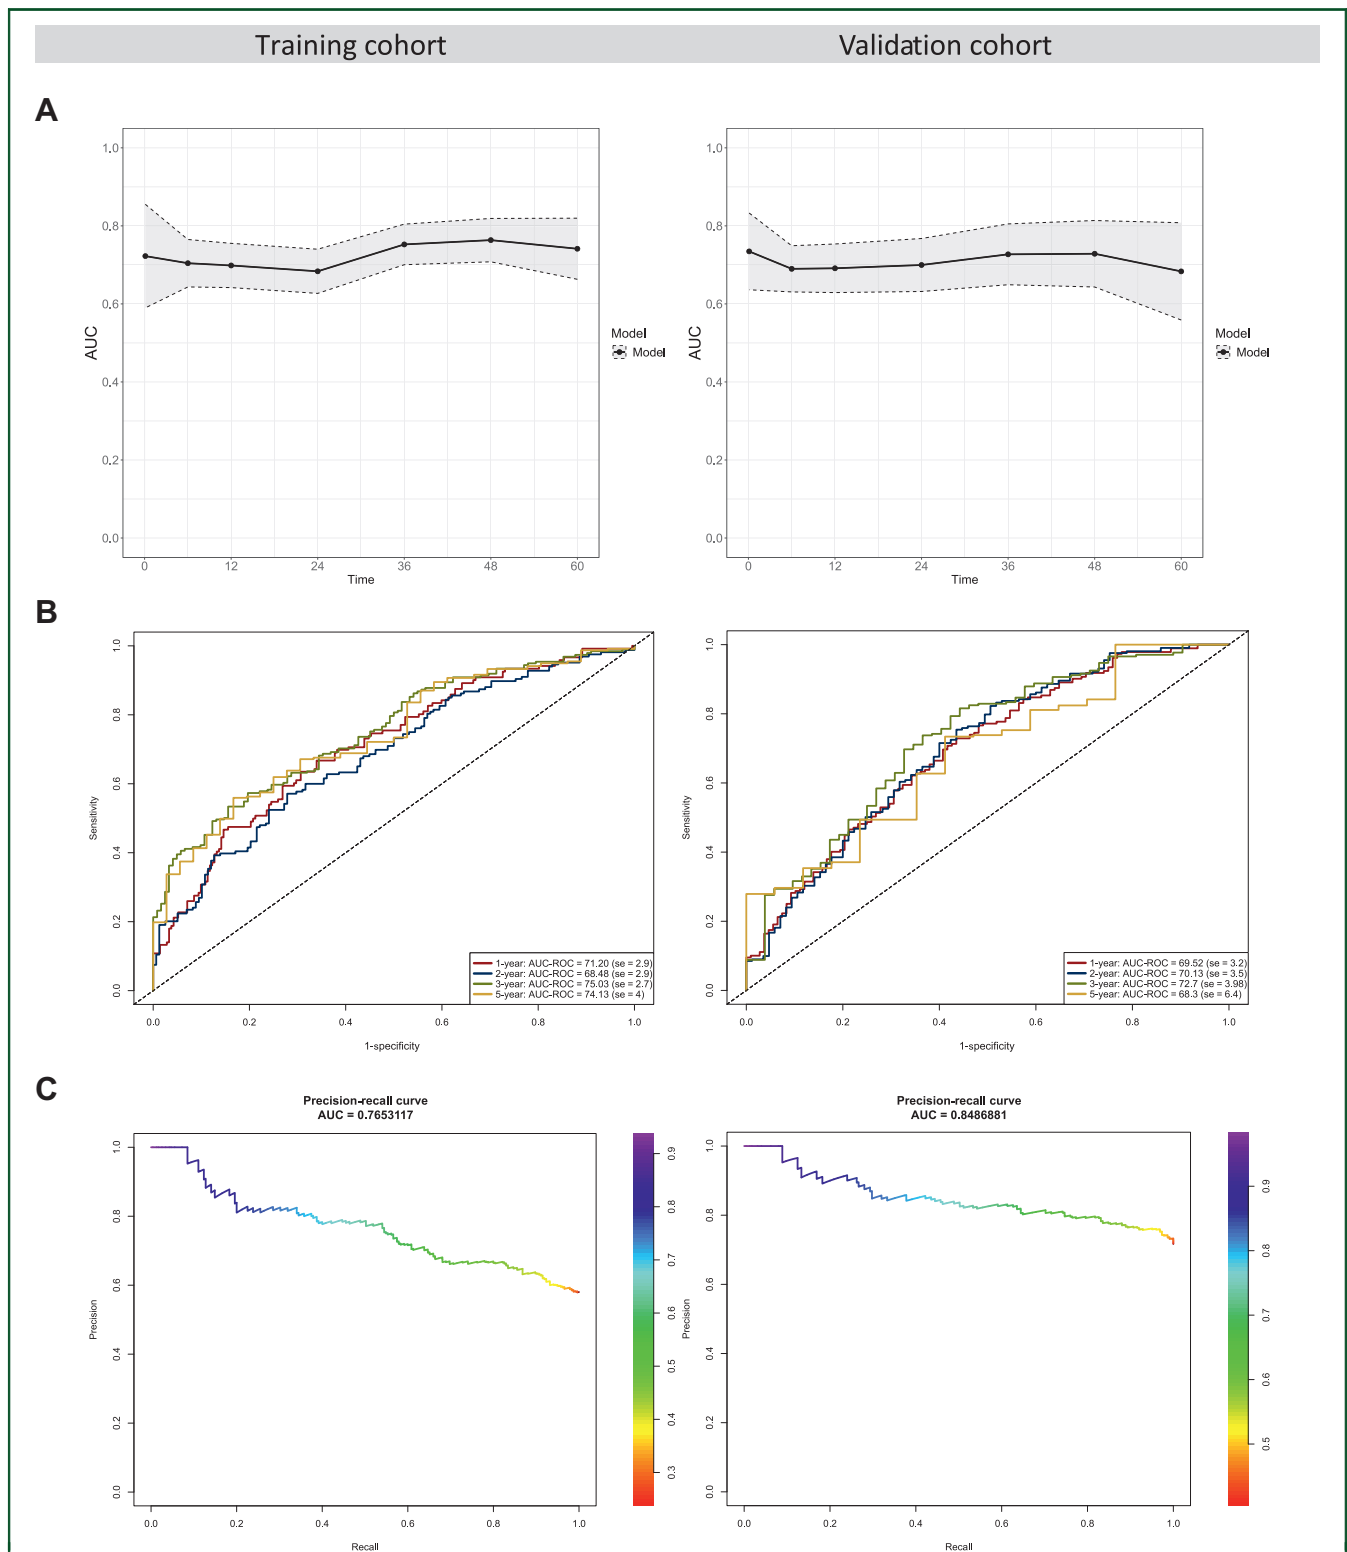 Training cohort
Validation cohort
A
1.0
0.8
0.6
0.4
0.2
0.0
AUC
0
12
24
36
48
60
Time
Model
Model
1.0
0.8
0.6
0.4
0.2
0.0
AUC
0
12
24
36
48
60
Time
Model
Model
B
1.0
0.8
0.6
0.4
0.2
0.0
Sensitivity
1-year: AUC-ROC = 71.20 (se = 2.9)
2-year: AUC-ROC = 68.48 (se = 2.9)
3-year: AUC-ROC = 75.03 (se = 2.7)
5-year: AUC-ROC = 74.13 (se = 4)
0.0
0.2
0.4
0.6
0.8
1.0
1-specificity
1.0
0.8
0.6
0.4
0.2
0.0
Sensitivity
1-year: AUC-ROC = 69.52 (se = 3.2)
2-year: AUC-ROC = 70.13 (se = 3.5)
3-year: AUC-ROC = 72.7 (se = 3.98)
5-year: AUC-ROC = 68.3 (se = 6.4)
0.0
0.2
0.4
0.6
0.8
1.0
1-specificity
C
Precision-recall curve
AUC = 0.7653117
1.0
0.8
0.6
0.4
0.2
0.0
Precision
0.0
0.2
0.4
0.6
0.8
1.0
Recall
0.9
0.8
0.7
0.6
0.5
0.4
0.3
Precision-recall curve
AUC = 0.8486881
1.0
0.8
0.6
0.4
0.2
0.0
Precision
0.0
0.2
0.4
0.6
0.8
1.0
Recall
0.9
0.8
0.7
0.6
0.5